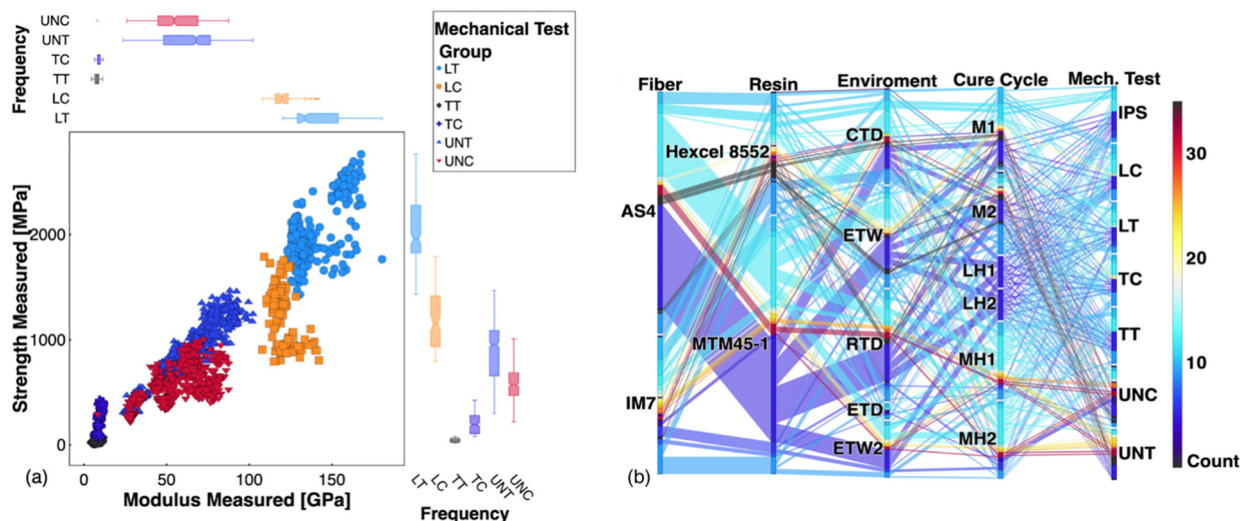 UNC
UNT
TC
TT
LC
LT
Frequency
Mechanical Test
Group
LT
LC
TT
TC
UNT
UNC
Strength Measured [MPa]
2000
1000
0
0
50
100
150
Modulus Measured [GPa]
LT
LC
TT
TC
UNT
UNC
Frequency
(a)
Fiber
Resin
Enviroment
Cure Cycle
Mech. Test
AS4
IM7
Hexcel 8552
MTM45-1
CTD
ETW
RTD
ETD
ETW2
M1
M2
LH1
LH2
MH1
MH2
IPS
LC
LT
TC
TT
UNC
UNT
30
20
10
Count
(b)